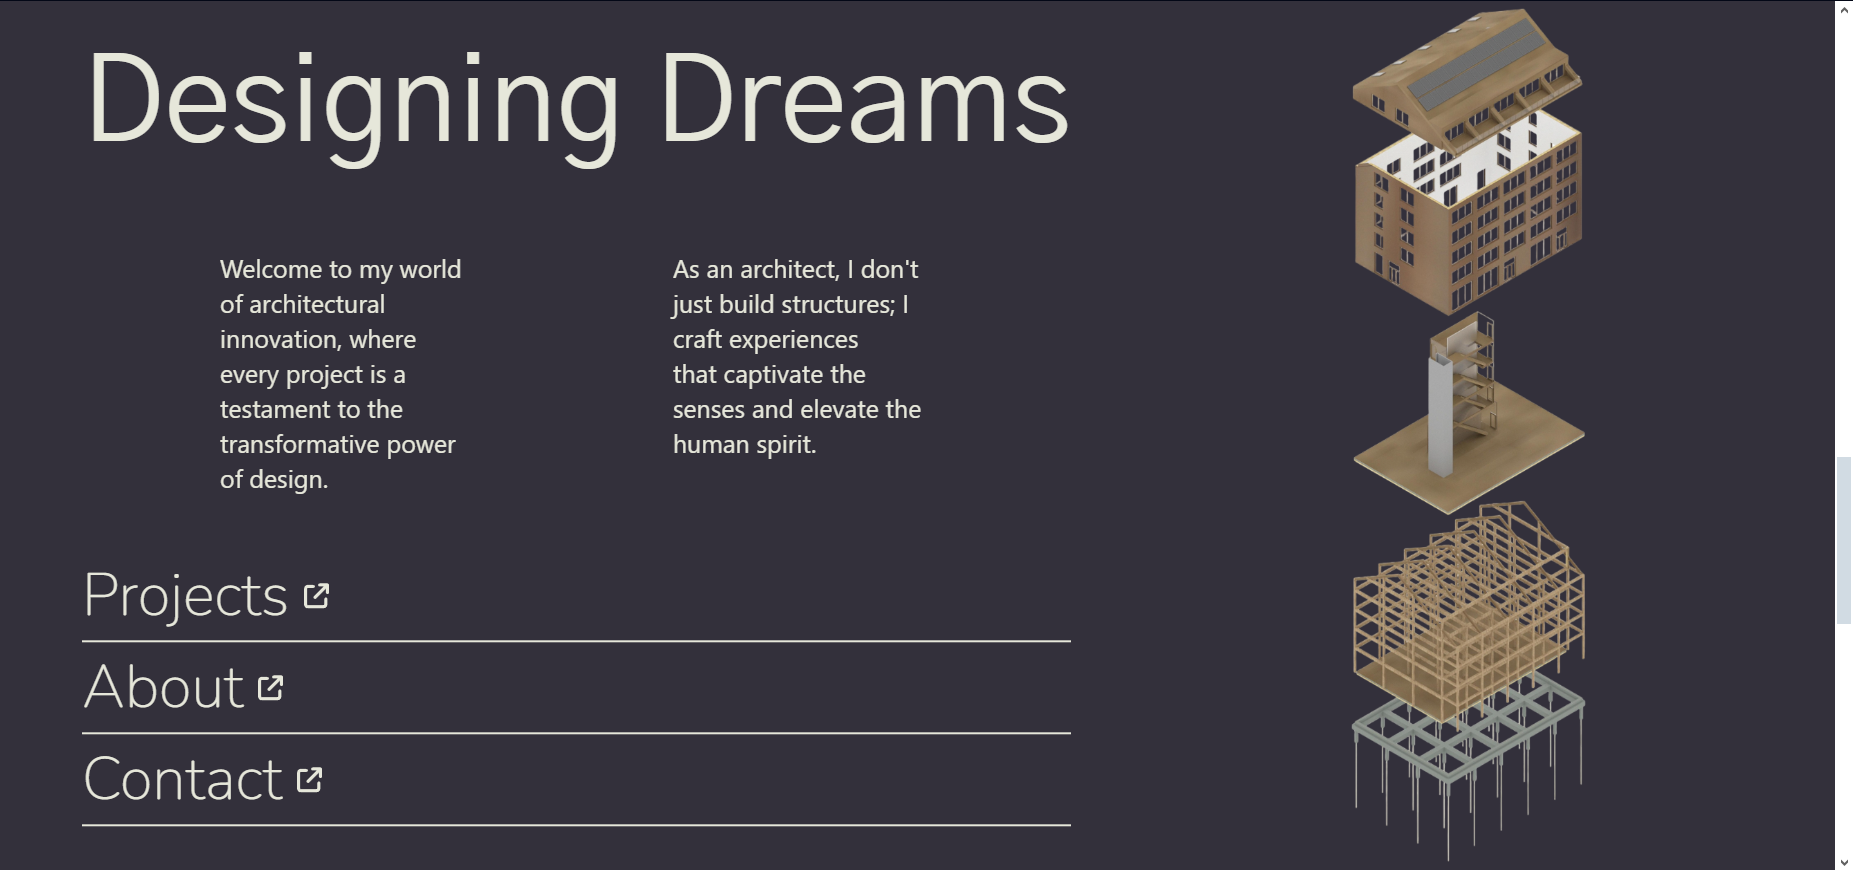 Designing Dreams
Welcome to my world
of architectural
innovation, where
every project is a
testament to the
transformative power
of design.
As an architect, I don't
just build structures; I
craft experiences
that captivate the
senses and elevate the
human spirit.
Projects
About
Contact